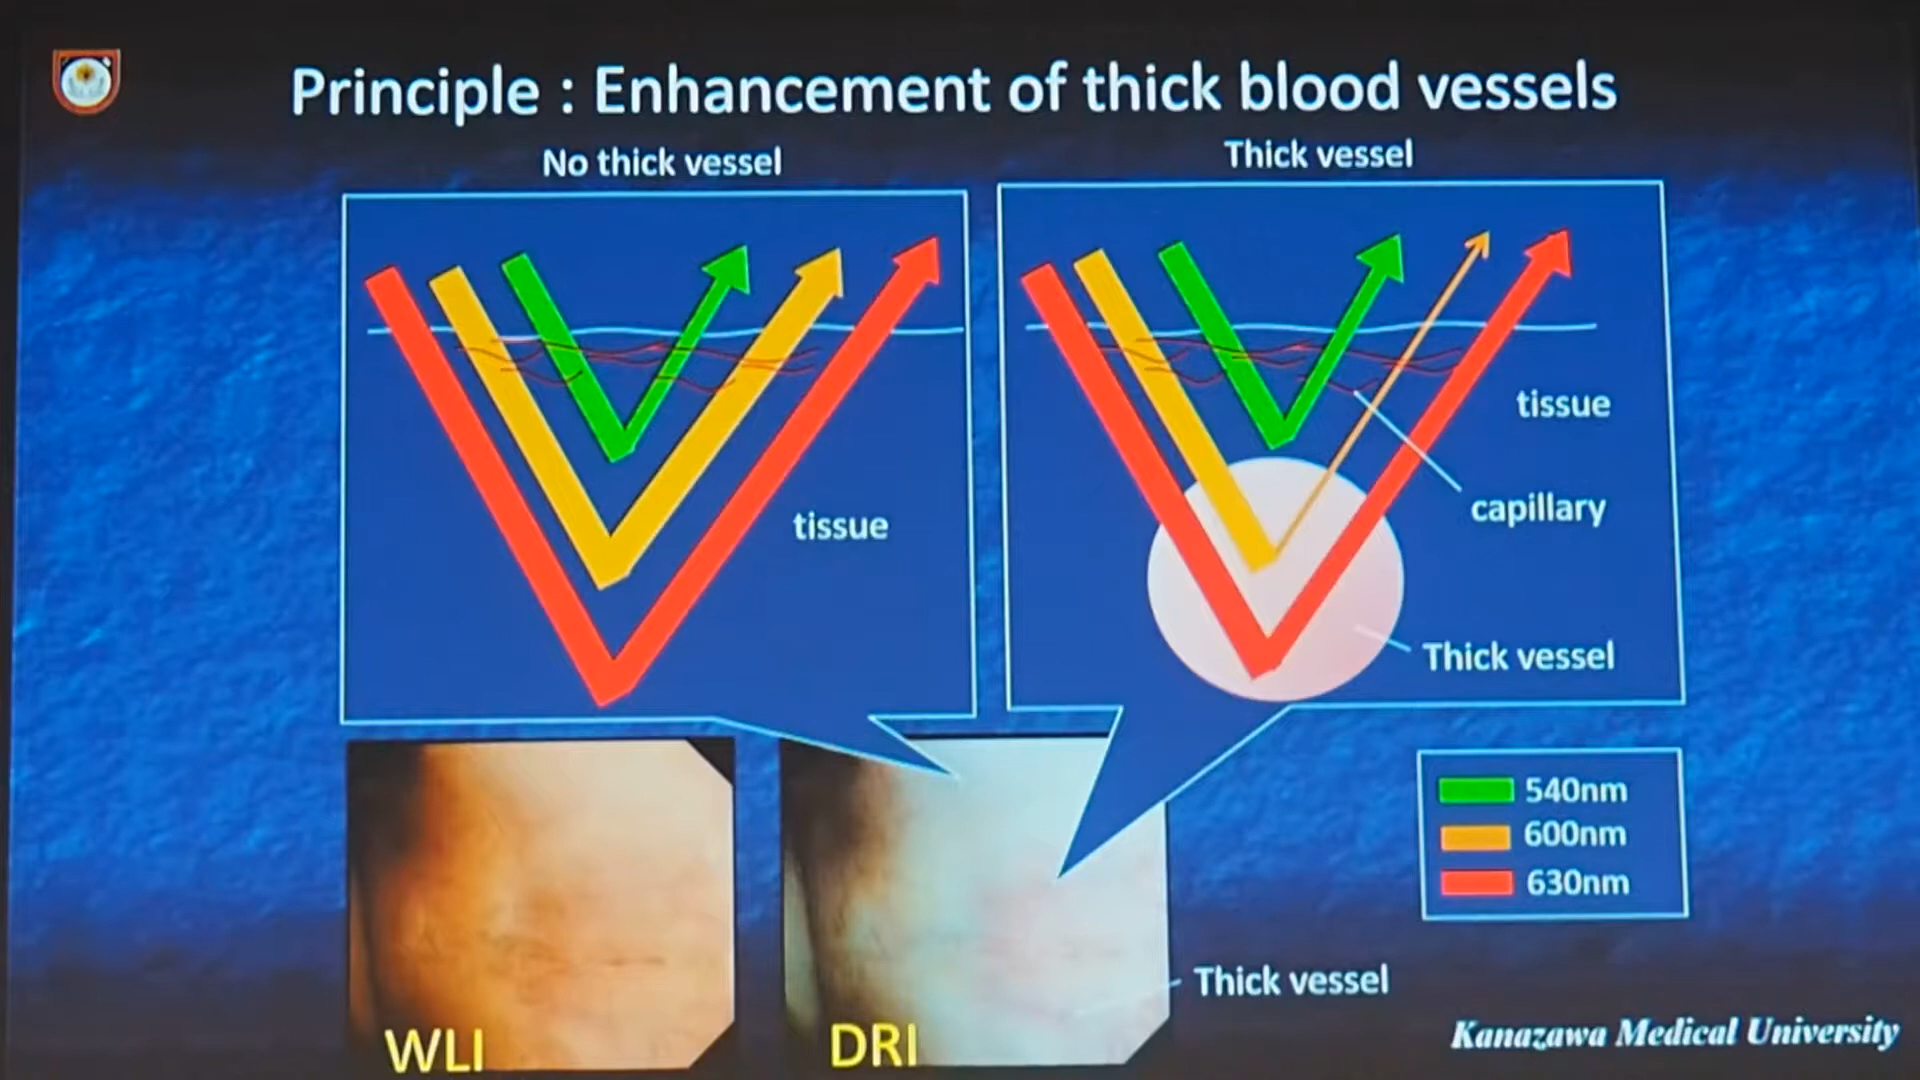 Principle : Enhancement of thick blood vessels
No thick vessel
Thick vessel
tissue
tissue
capillary
Thick vessel
540nm
600nm
630nm
WLI
DRI
Thick vessel
Kanazawa Medical University